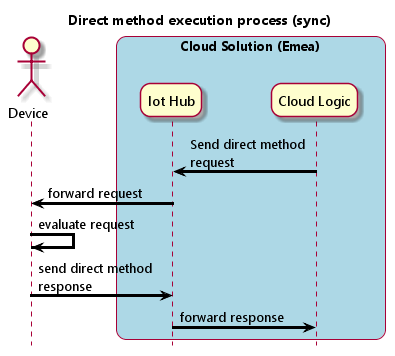 Direct method execution process (sync)
Cloud Solution (Emea)
Device
Iot Hub
Cloud Logic
Send direct method
request
forward request
evaluate request
send direct method
response
forward response